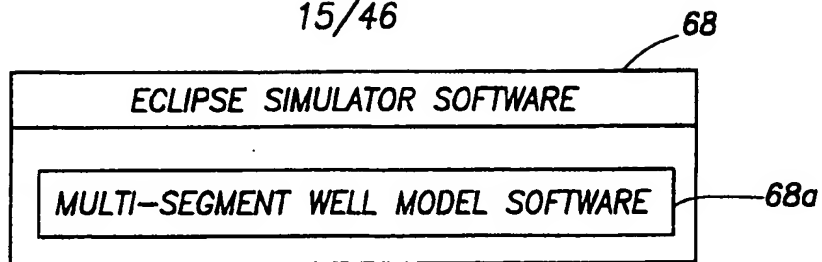 15/46
68
ECLIPSE SIMULATOR SOFTWARE
MULTI-SEGMENT WELL MODEL SOFTWARE
68a